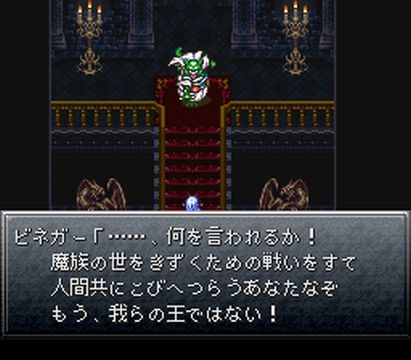 ビネガー「……、何を言われるか！
魔族の世をきずくための戦いをすて
人間共にこびへつらうあなたなぞ
もう、我らの王ではない！